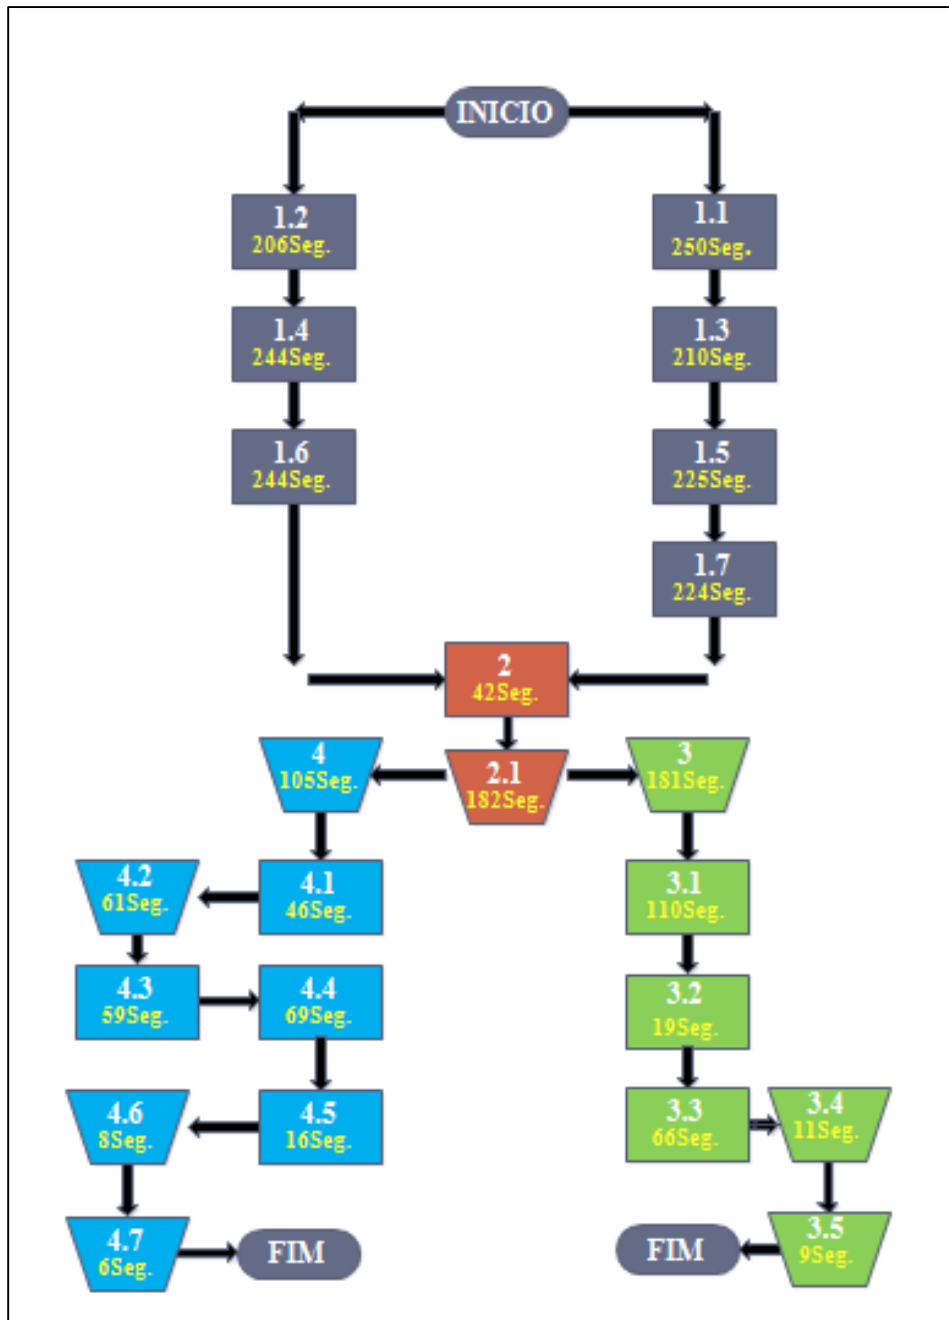 INICIO
1.2
206Seg.
1.1
250Seg.
1.4
244Seg.
1.3
210Seg.
1.6
244Seg.
1.5
225Seg.
1.7
224Seg.
2
42Seg.
4
105Seg.
2.1
182Seg.
3
181Seg.
4.2
61Seg.
4.1
46Seg.
3.1
110Seg.
4.3
59Seg.
4.4
69Seg.
3.2
19Seg.
4.6
8Seg.
4.5
16Seg.
3.3
66Seg.
3.4
11Seg.
4.7
6Seg.
FIM
FIM
3.5
9Seg.